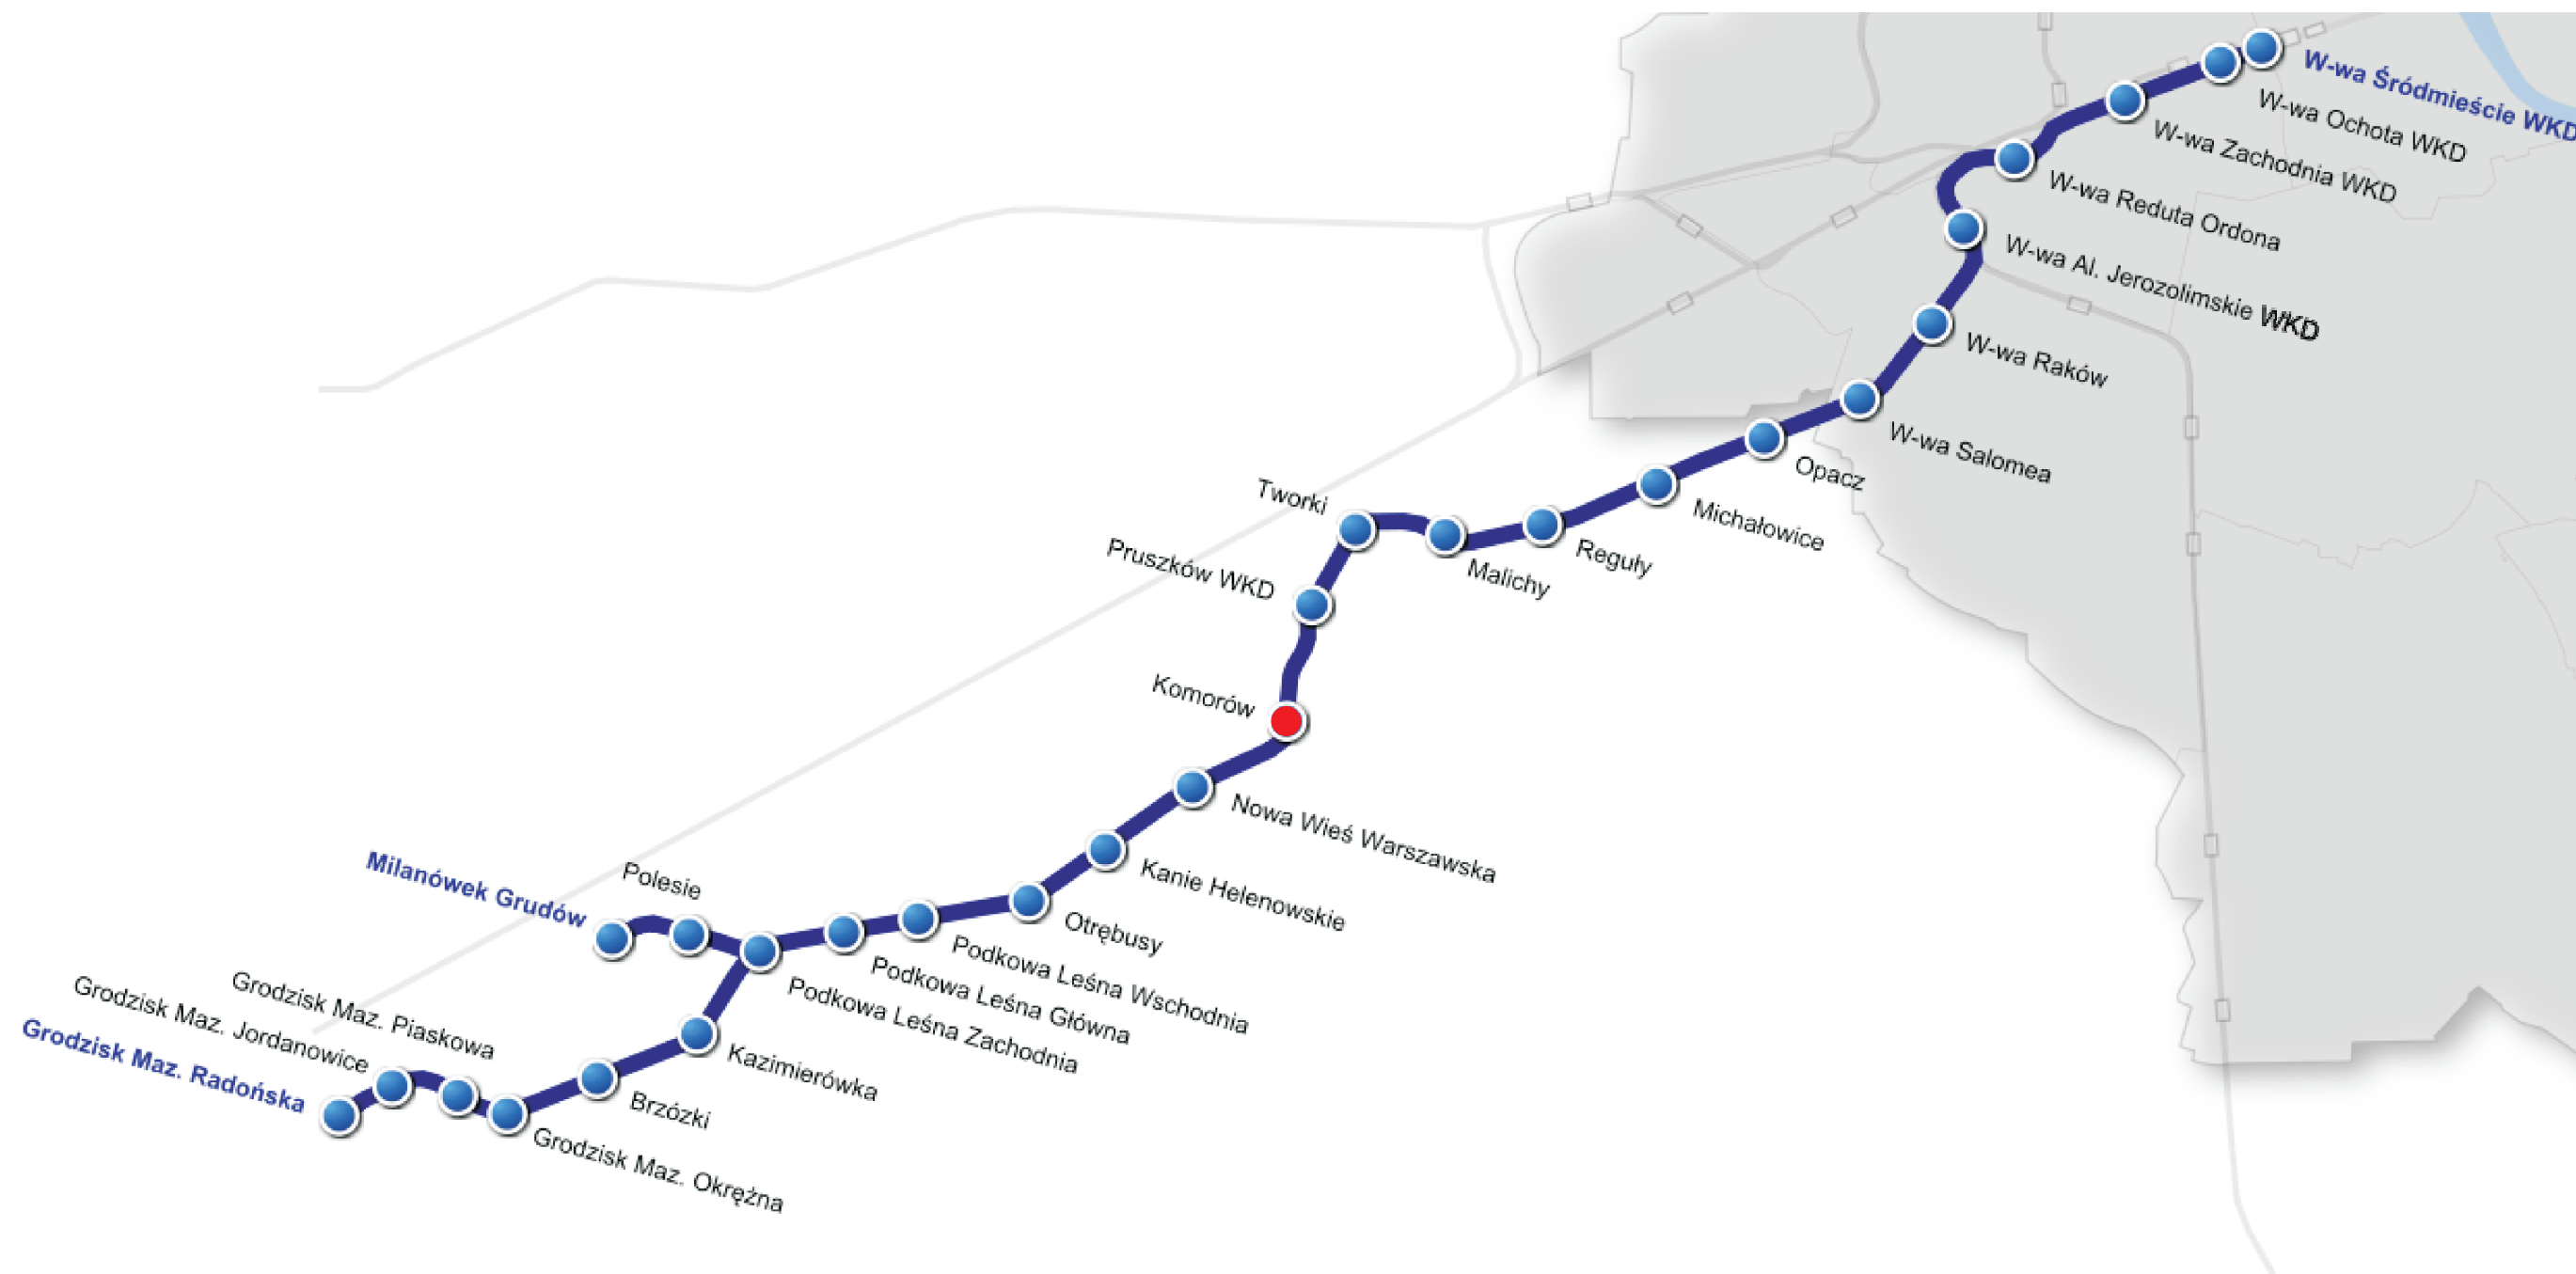 W-wa Śródmieście WKD
W-wa Ochota WKD
W-wa Zachodnia WKD
W-wa Reduta Ordona
W-wa Al. Jerozolimskie WKD
W-wa Raków
W-wa Salomea
Opacz
Michałowice
Reguły
Malichy
Tworki
Pruszków WKD
Komorów
Nowa Wieś Warszawska
Kanie Helenowskie
Otrębusy
Podkowa Leśna Wschodnia
Podkowa Leśna Główna
Podkowa Leśna Zachodnia
Polesie
Milanówek Grudów
Kazimierówka
Brzózki
Grodzisk Maz. Okrężna
Grodzisk Maz. Piaskowa
Grodzisk Maz. Jordanowice
Grodzisk Maz. Radońska